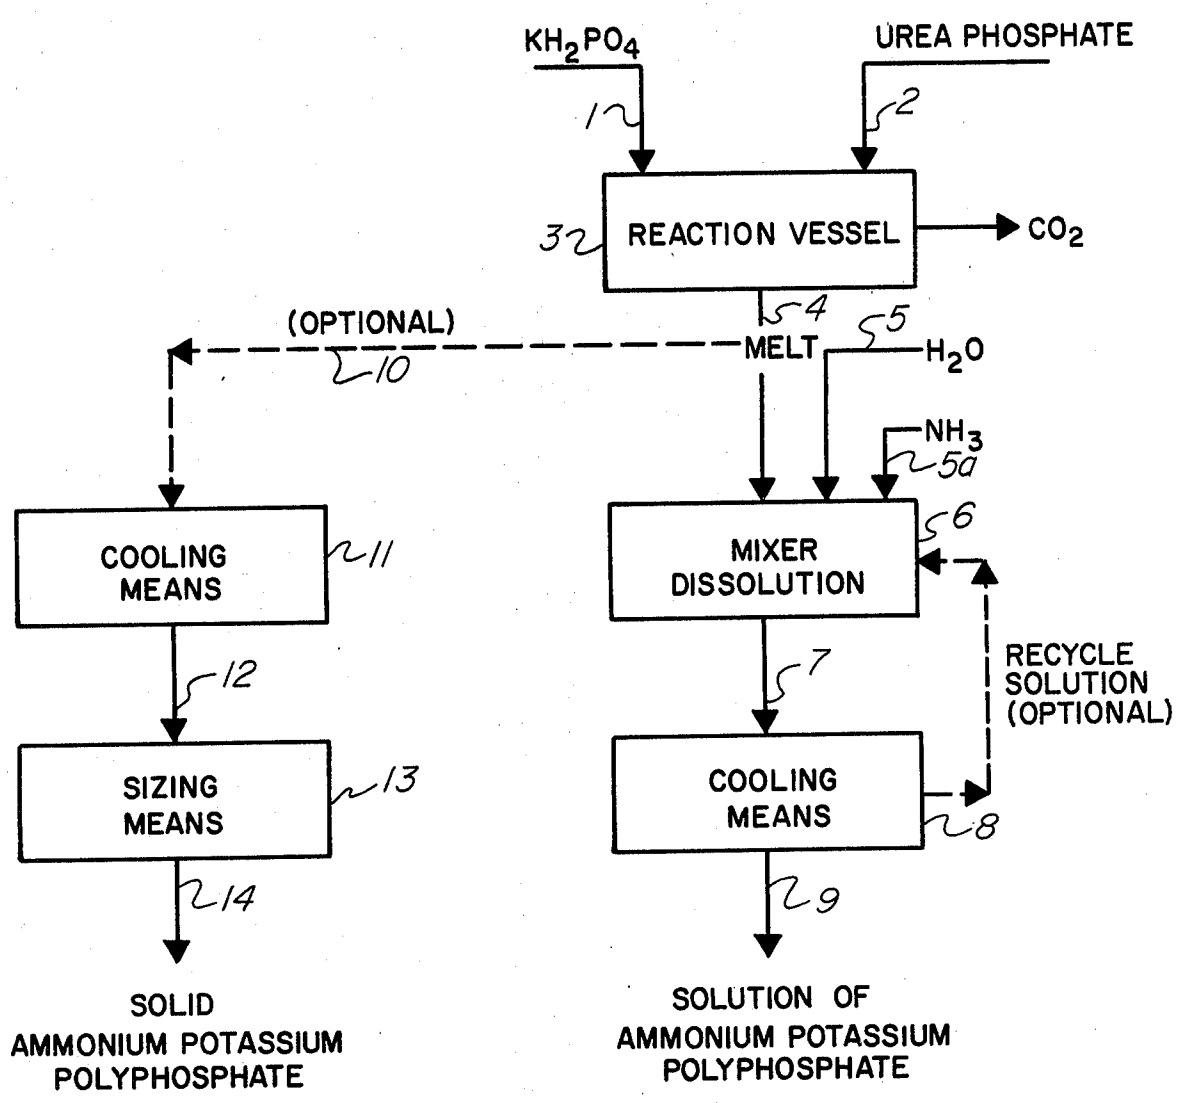 KH2PO4
UREA PHOSPHATE
1
2
3
REACTION VESSEL
CO2
4
(OPTIONAL)
5
MELT
H2O
10
NH3
5a
6
COOLING
MEANS
11
MIXER
DISSOLUTION
12
7
RECYCLE
SOLUTION
(OPTIONAL)
SIZING
MEANS
13
COOLING
MEANS
8
14
9
SOLID
AMMONIUM POTASSIUM
POLYPHOSPHATE
SOLUTION OF
AMMONIUM POTASSIUM
POLYPHOSPHATE